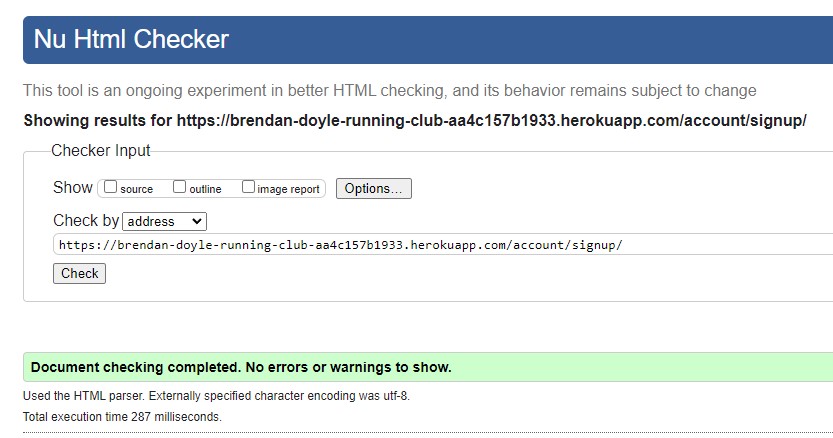 Nu Html Checker
This tool is an ongoing experiment in better HTML checking, and its behavior remains subject to change
Showing results for https://brendan-doyle-running-club-aa4c157b1933.herokuapp.com/account/signup/
Checker Input
Show source outline image report Options...
Check by address
https://brendan-doyle-running-club-aa4c157b1933.herokuapp.com/account/signup/
Check
Document checking completed. No errors or warnings to show.
Used the HTML parser. Externally specified character encoding was utf-8.
Total execution time 287 milliseconds.